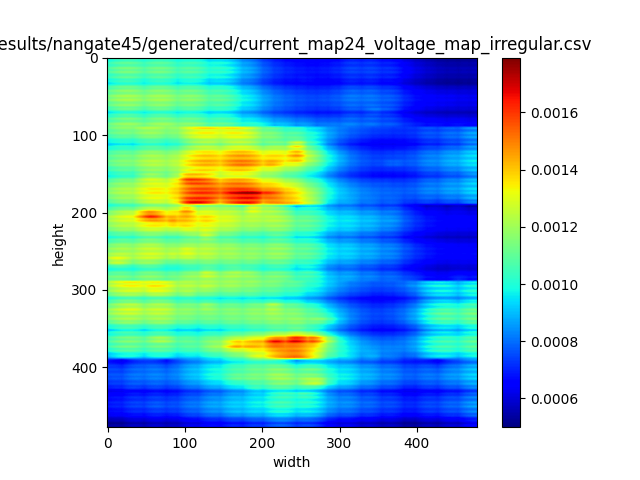 esults/nangate45/generated/current_map24_voltage_map_irregular.csv
0
100
200
300
400
height
0 100 200 300 400
width
0.0016
0.0014
0.0012
0.0010
0.0008
0.0006